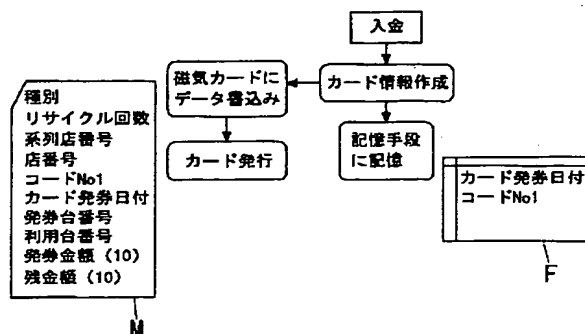 入金
磁気カードに
データ書込み
カード情報作成
カード発行
記憶手段
に記憶
種別
リサイクル回数
系列店番号
店番号
コードNo1
カード発券日付
発券台番号
利用台番号
発券金額(10)
残金額(10)
M
カード発券日付
コードNo1
F